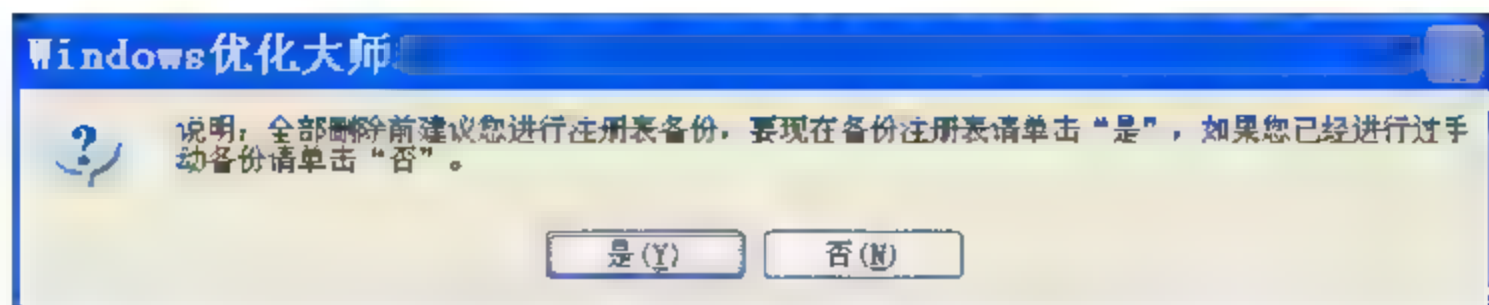 Windows优化大师
说明，全部删除前建议您进行注册表备份，要现在备份注册表请单击“是”，如果您已经进行过手
动备份请单击“否”。
是(Y)
否(N)